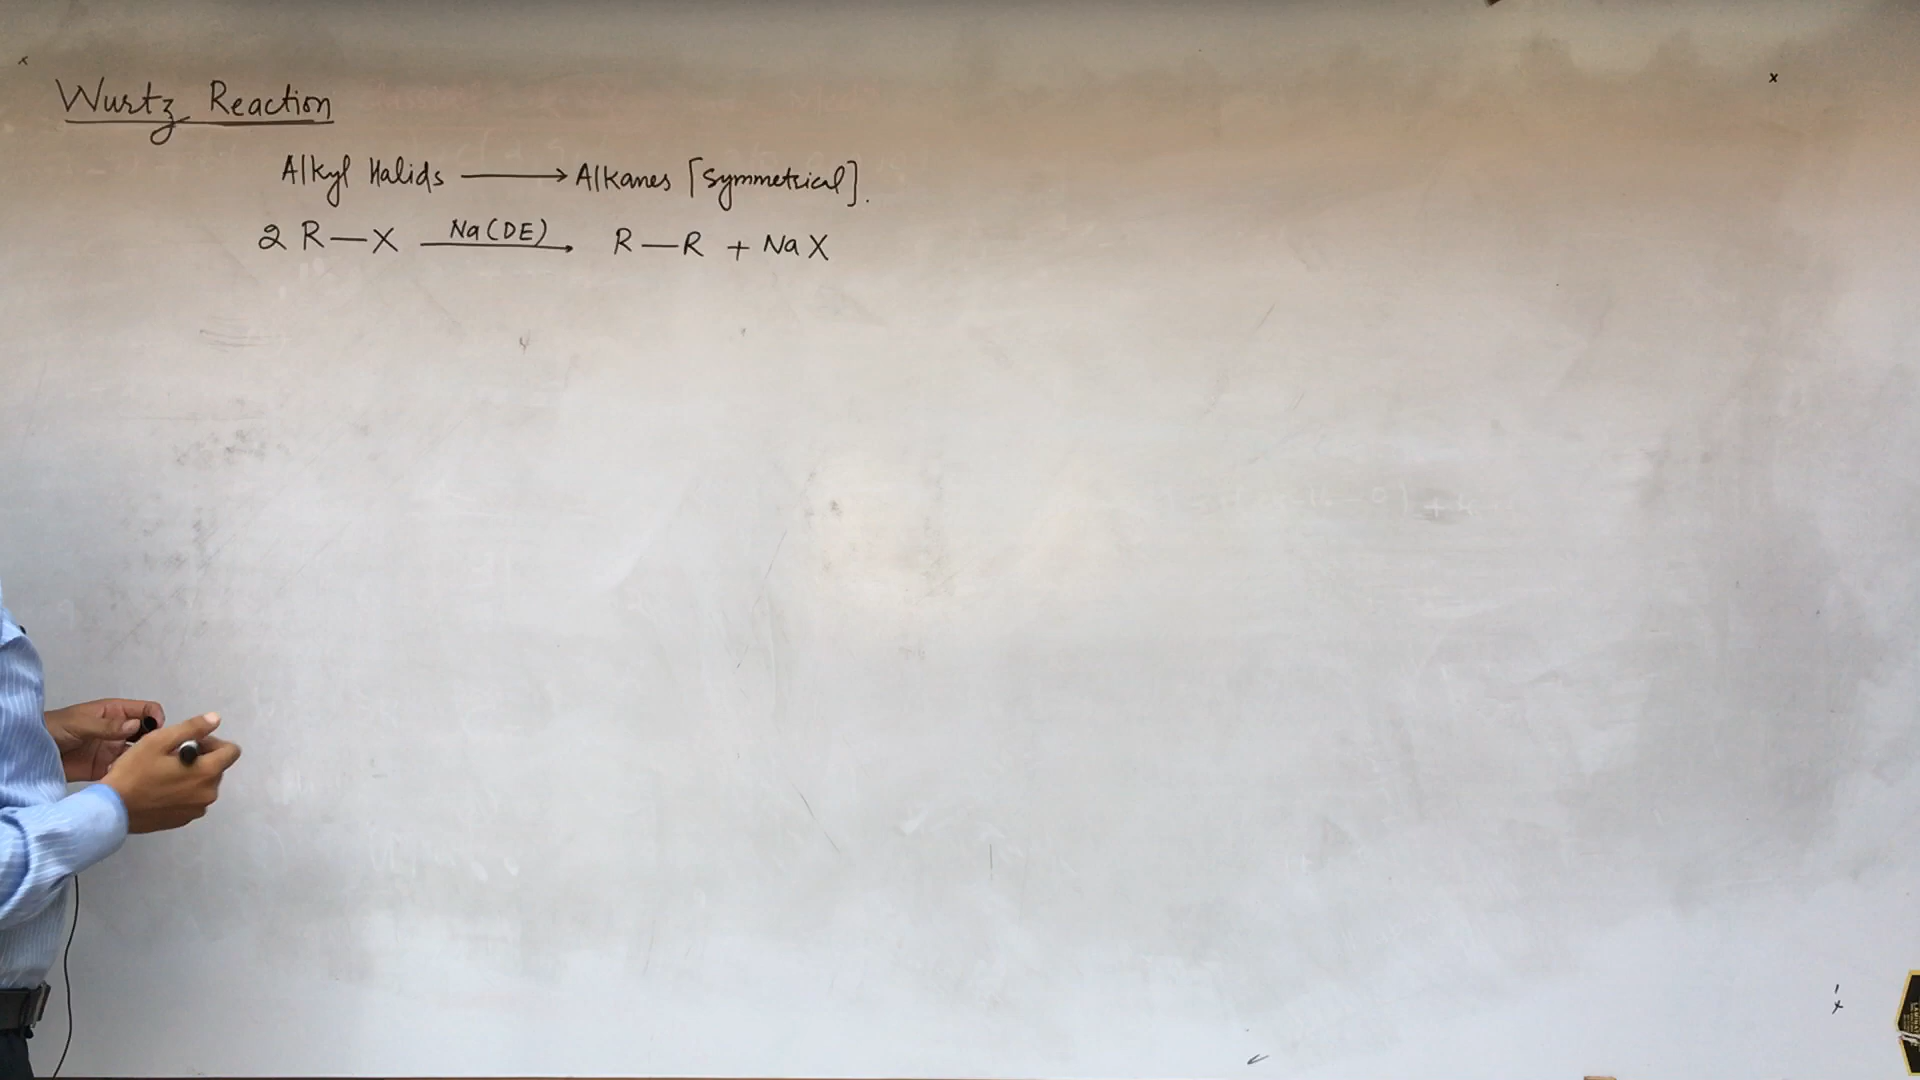 Wurtz Reaction
Alkyl Halids ⟶ Alkanes [Symmetrical].
2 R—X Na(DE)⟶ R—R + NaX